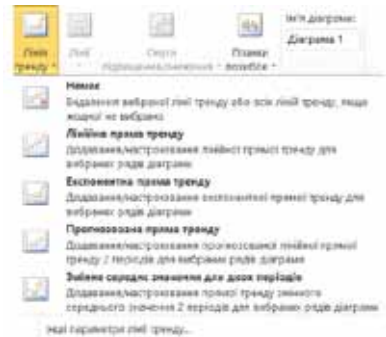 Ім'я діаграми:
Лінія тренду
Лінії
Смуги
Планки похибок
Діаграма 1
Немає
Видалення вибраної лінії тренду або всіх ліній тренду, якщо
жодної не вибрано
Лінійна пряма тренду
Додавання/настроювання лінійної прямої тренду для
вибраних рядів діаграми
Експонентна пряма тренду
Додавання/настроювання експонентної прямої тренду для
вибраних рядів діаграми
Прогнозована пряма тренду
Додавання/настроювання прогнозованої лінійної прямої
тренду 2 періодів для вибраних рядів діаграми
Змінне середнє значення для двох періодів
Додавання/настроювання прямої тренду змінного
середнього значення 2 періодів для вибраних рядів діаграми
Інші параметри лінії тренду...